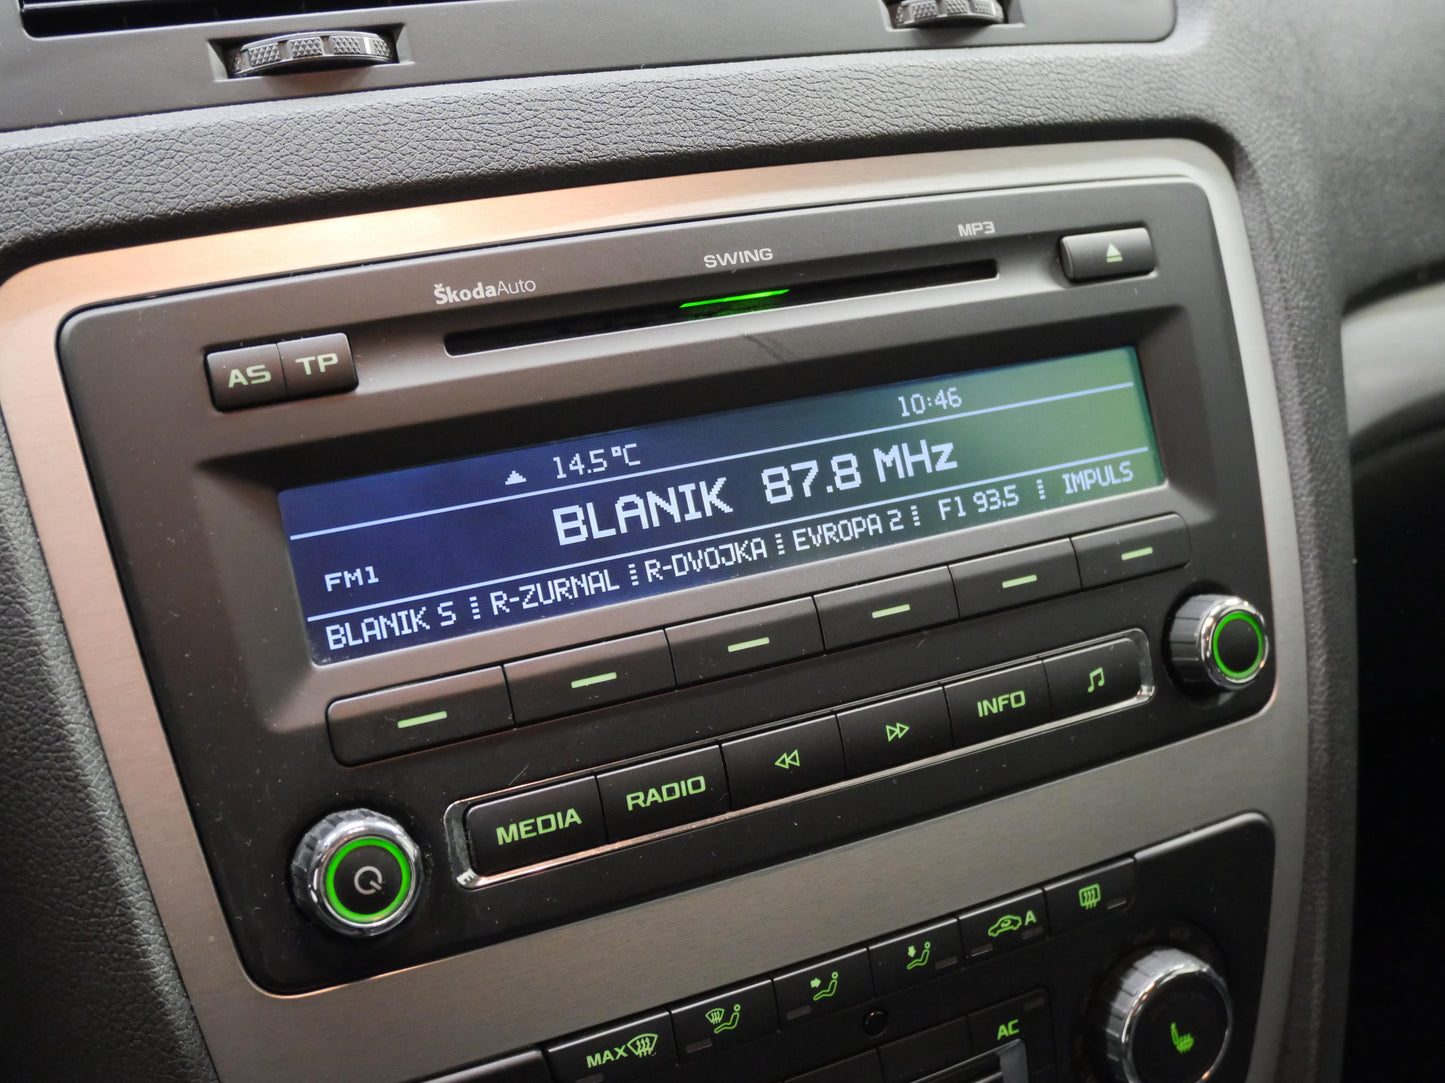 SWING
MP3
ŠkodaAuto
AS TP
14.5°C 10:46
BLANIK 87.8 MHz
FM1
BLANIK S R-ZURNAL R-DVOJKA EVROPA 2 F1 93,5 IMPULS
MEDIA RADIO INFO
A
MAX
AC